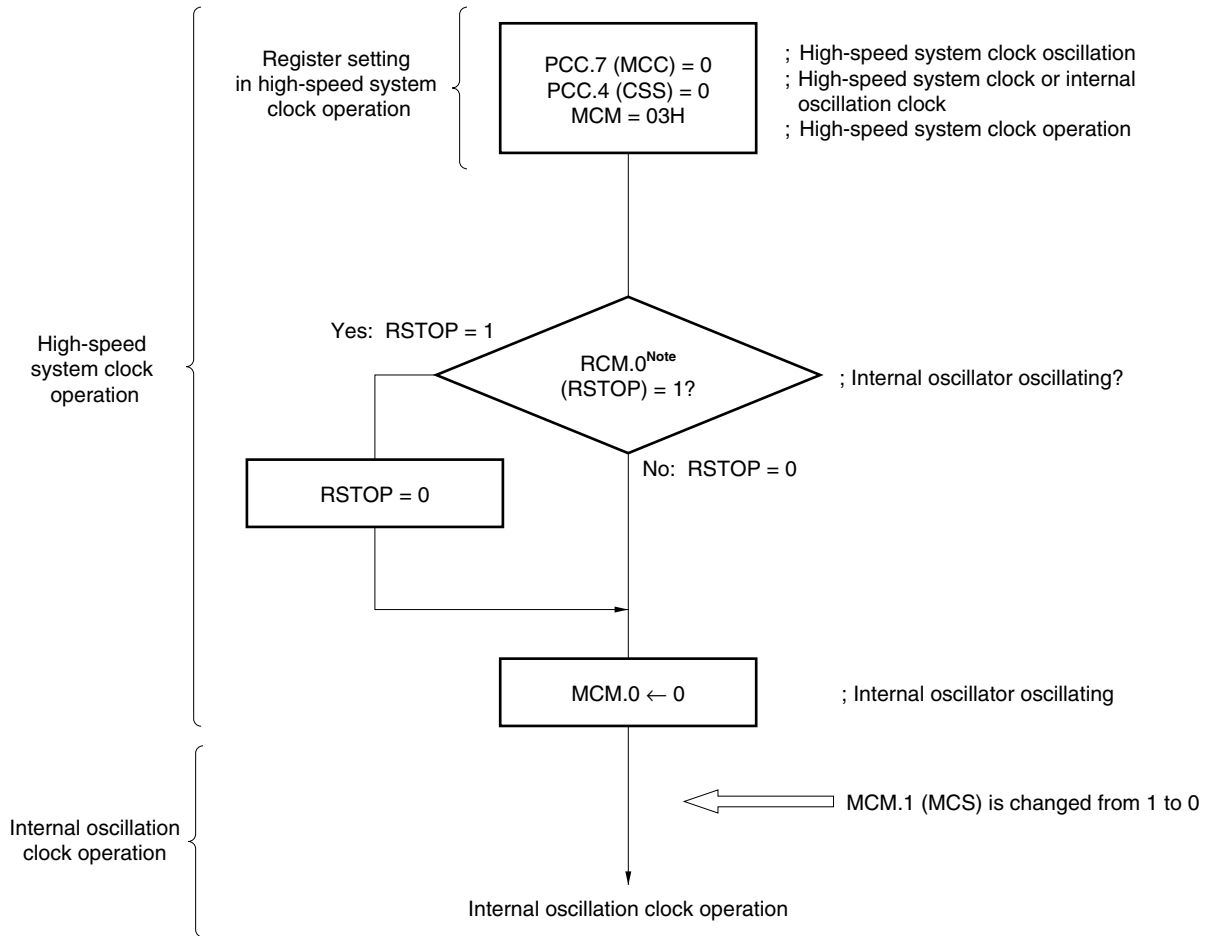 Register setting
in high-speed system
clock operation
PCC.7 (MCC) = 0
PCC.4 (CSS) = 0
MCM = 03H
; High-speed system clock oscillation
; High-speed system clock or internal
oscillation clock
; High-speed system clock operation
High-speed
system clock
operation
Yes: RSTOP = 1
RCM.0Note
(RSTOP) = 1?
; Internal oscillator oscillating?
No: RSTOP = 0
RSTOP = 0
MCM.0 ← 0
; Internal oscillator oscillating
MCM.1 (MCS) is changed from 1 to 0
Internal oscillation
clock operation
Internal oscillation clock operation